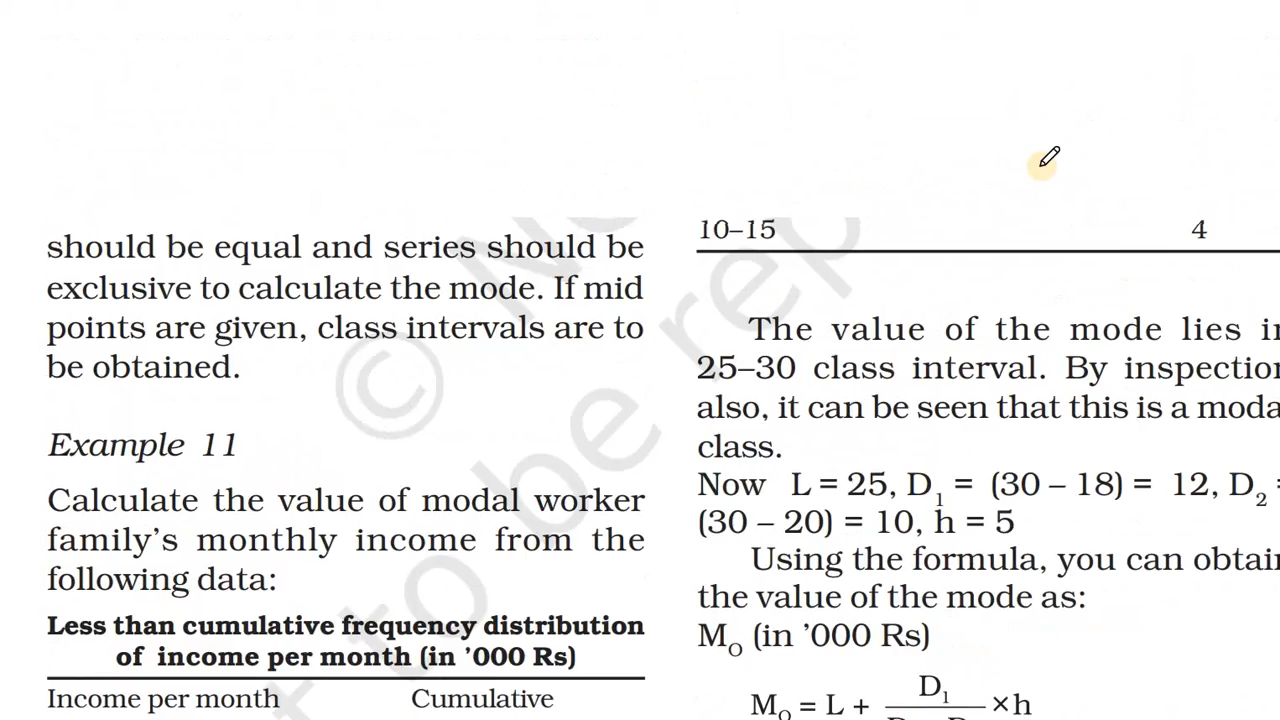 should be equal and series should be
exclusive to calculate the mode. If mid
points are given, class intervals are to
be obtained.
Example 11
Calculate the value of modal worker
family's monthly income from the
following data:
Less than cumulative frequency distribution
of income per month (in '000 Rs)
Income per month Cumulative
10–15 4
The value of the mode lies in
25–30 class interval. By inspection
also, it can be seen that this is a moda
class.
Now L = 25, D1 = (30 – 18) = 12, D2 =
(30 – 20) = 10, h = 5
Using the formula, you can obtain
the value of the mode as:
MO (in '000 Rs)
MO = L + D1 × h
© No
to be rep